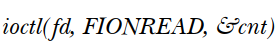 ioctl(fd, FIONREAD, &cnt)